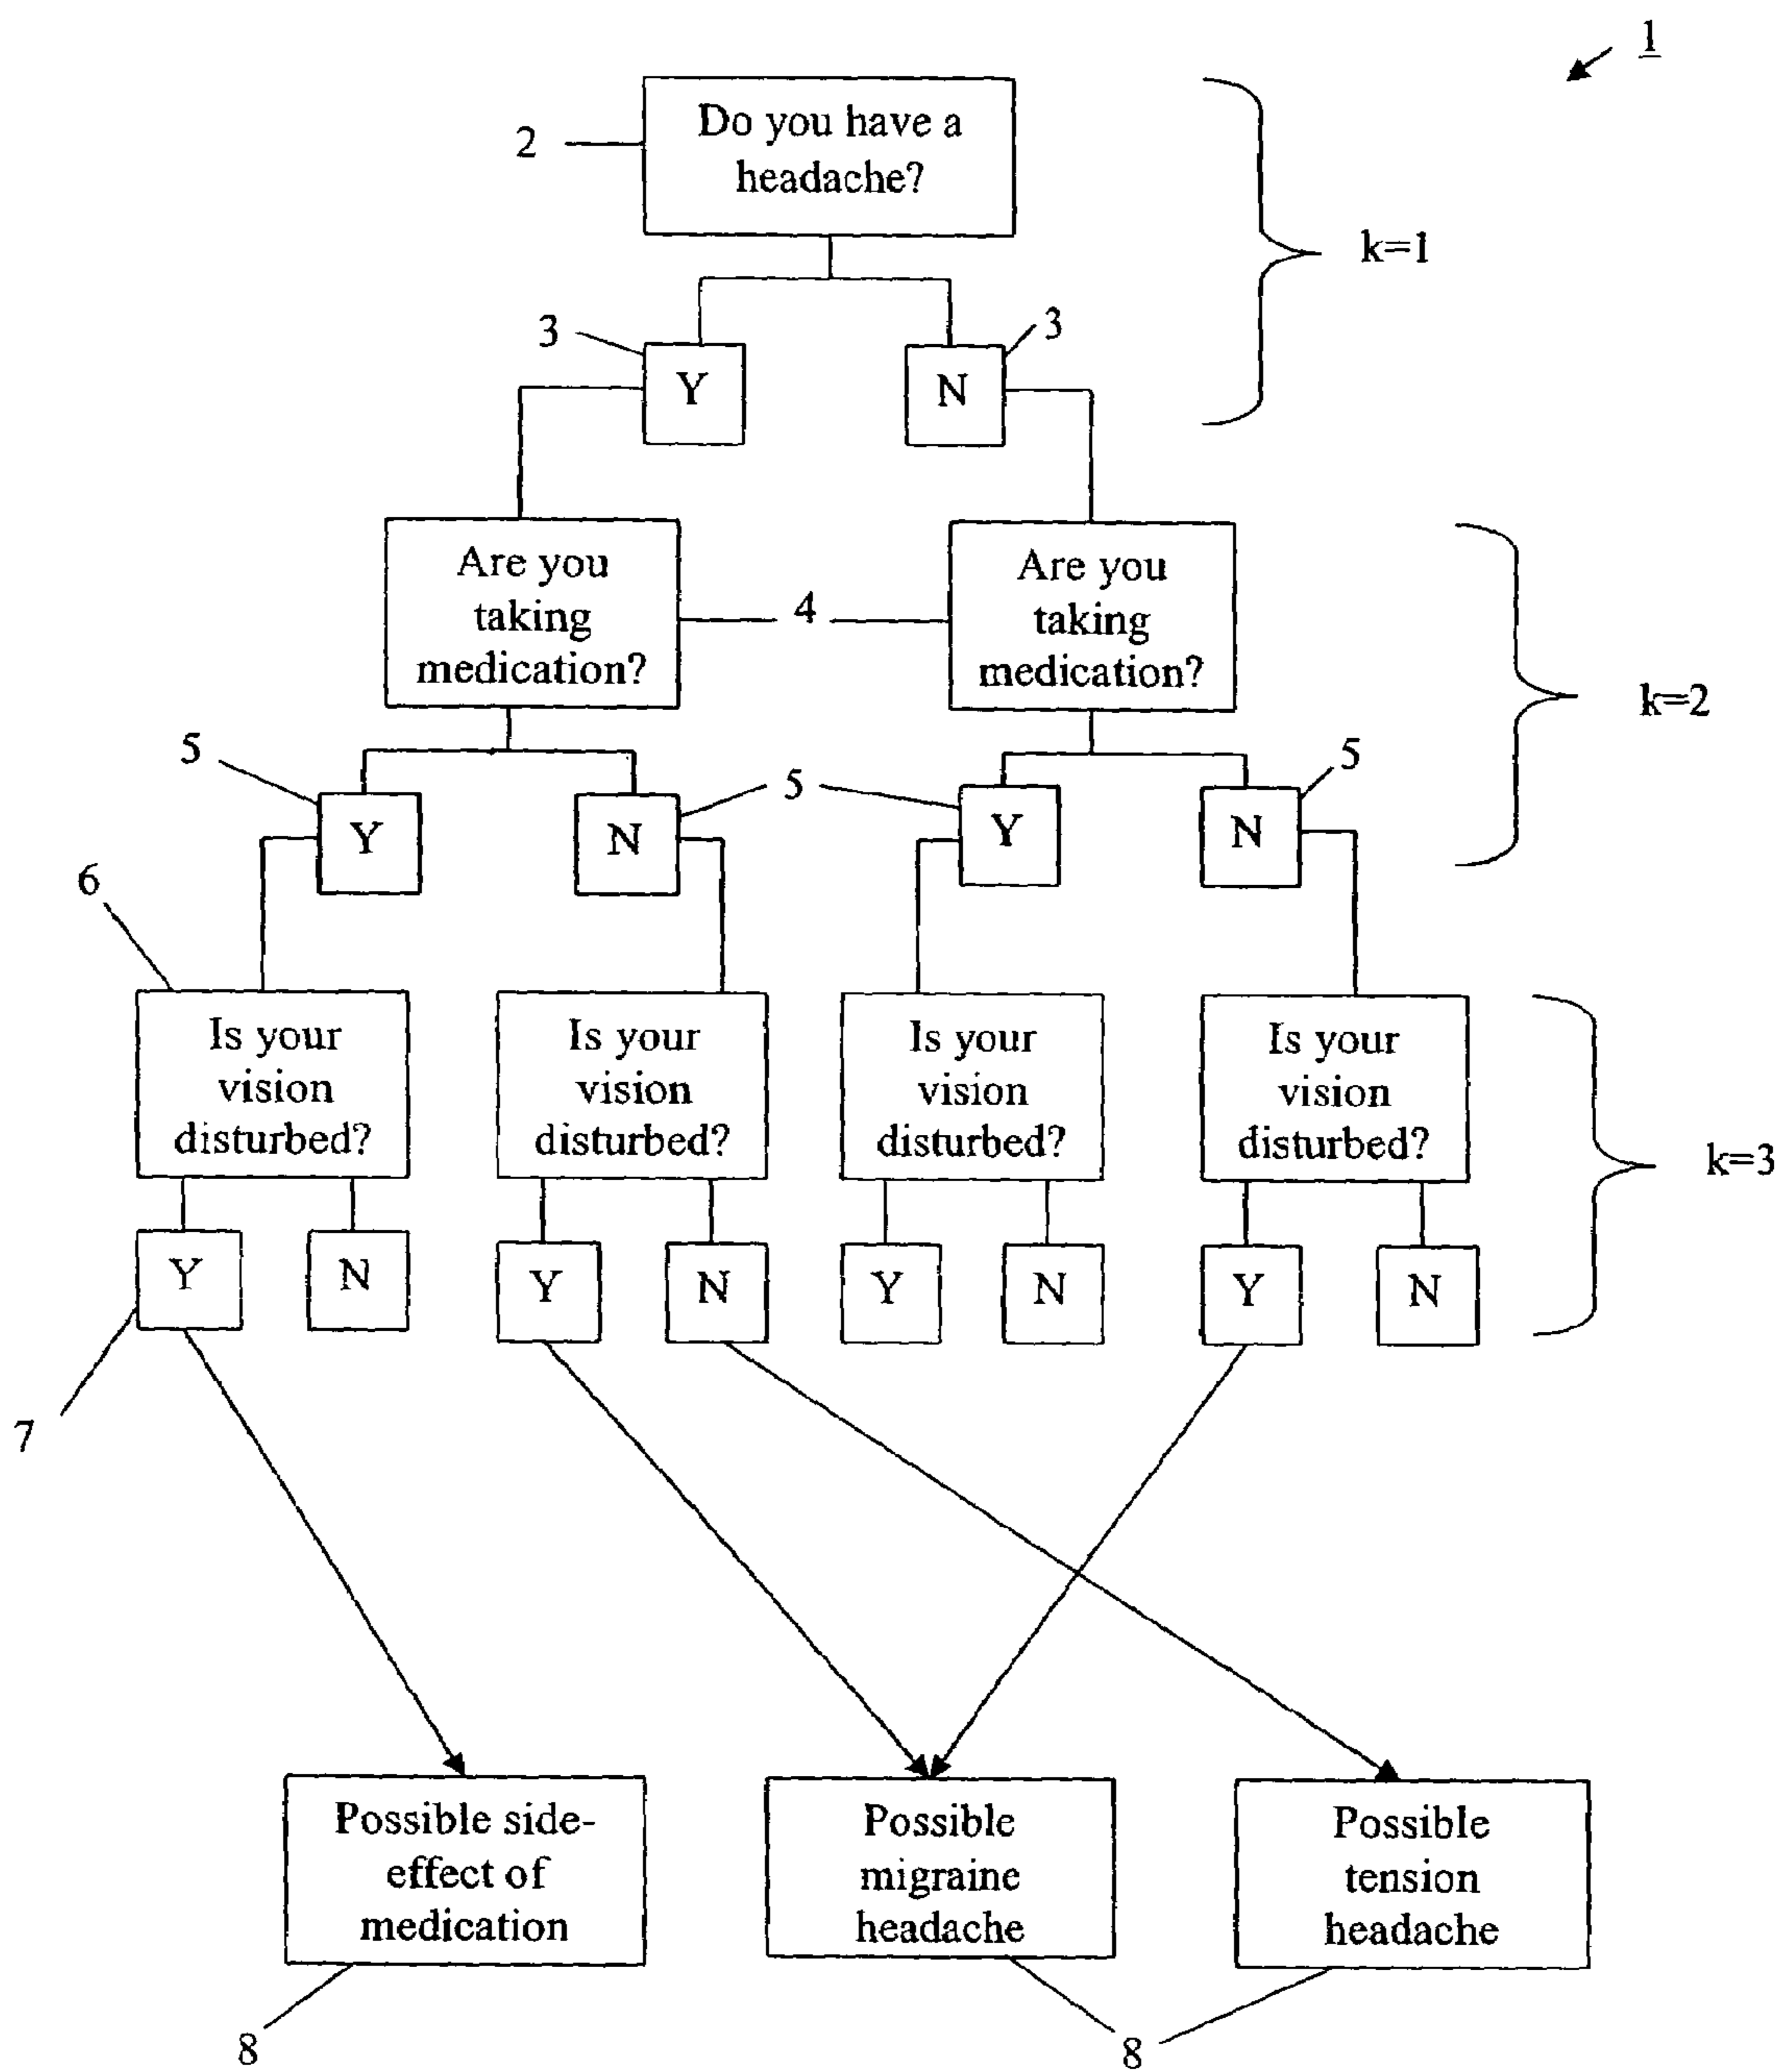 1
Do you have a
headache?
2
k=1
3
3
Y
N
Are you
taking
medication?
4
Are you
taking
medication?
k=2
5
5
5
Y
N
Y
N
6
Is your
vision
disturbed?
Is your
vision
disturbed?
Is your
vision
disturbed?
Is your
vision
disturbed?
k=3
Y
N
Y
N
Y
N
Y
N
7
Possible side-
effect of
medication
Possible
migraine
headache
Possible
tension
headache
8
8